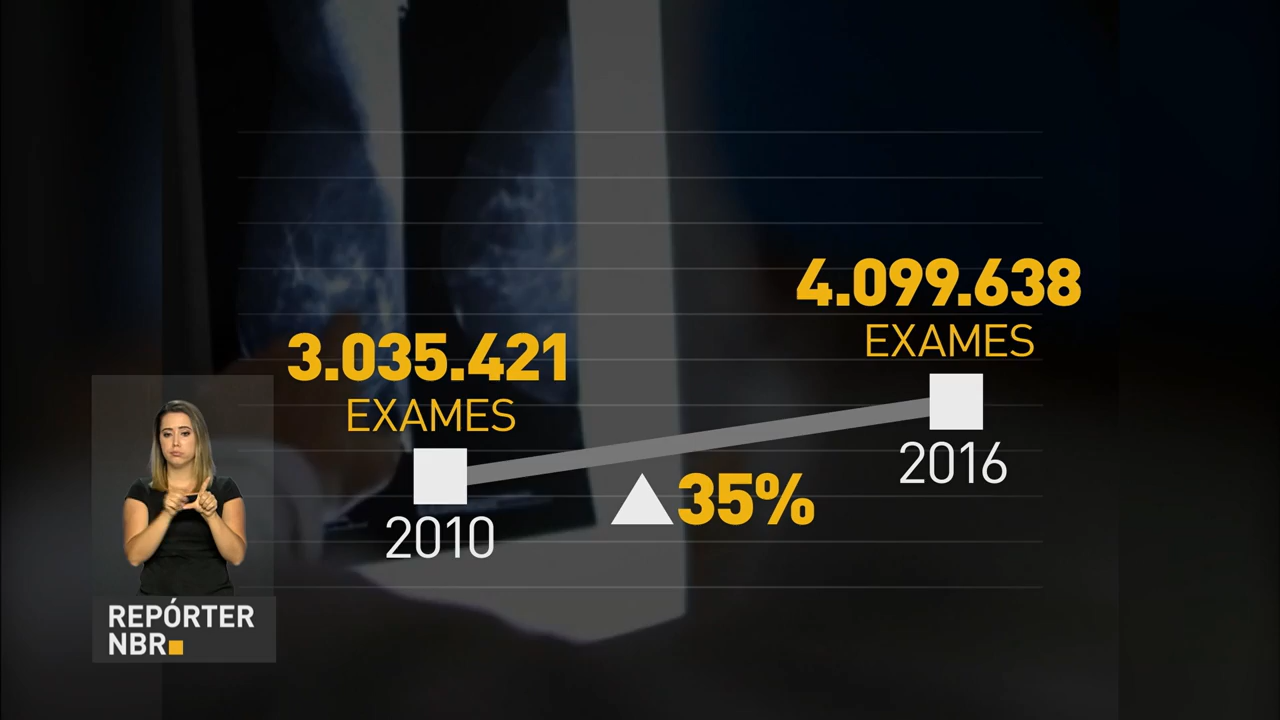 4.099.638
EXAMES
3.035.421
EXAMES
2016
35%
2010
REPÓRTER
NBR